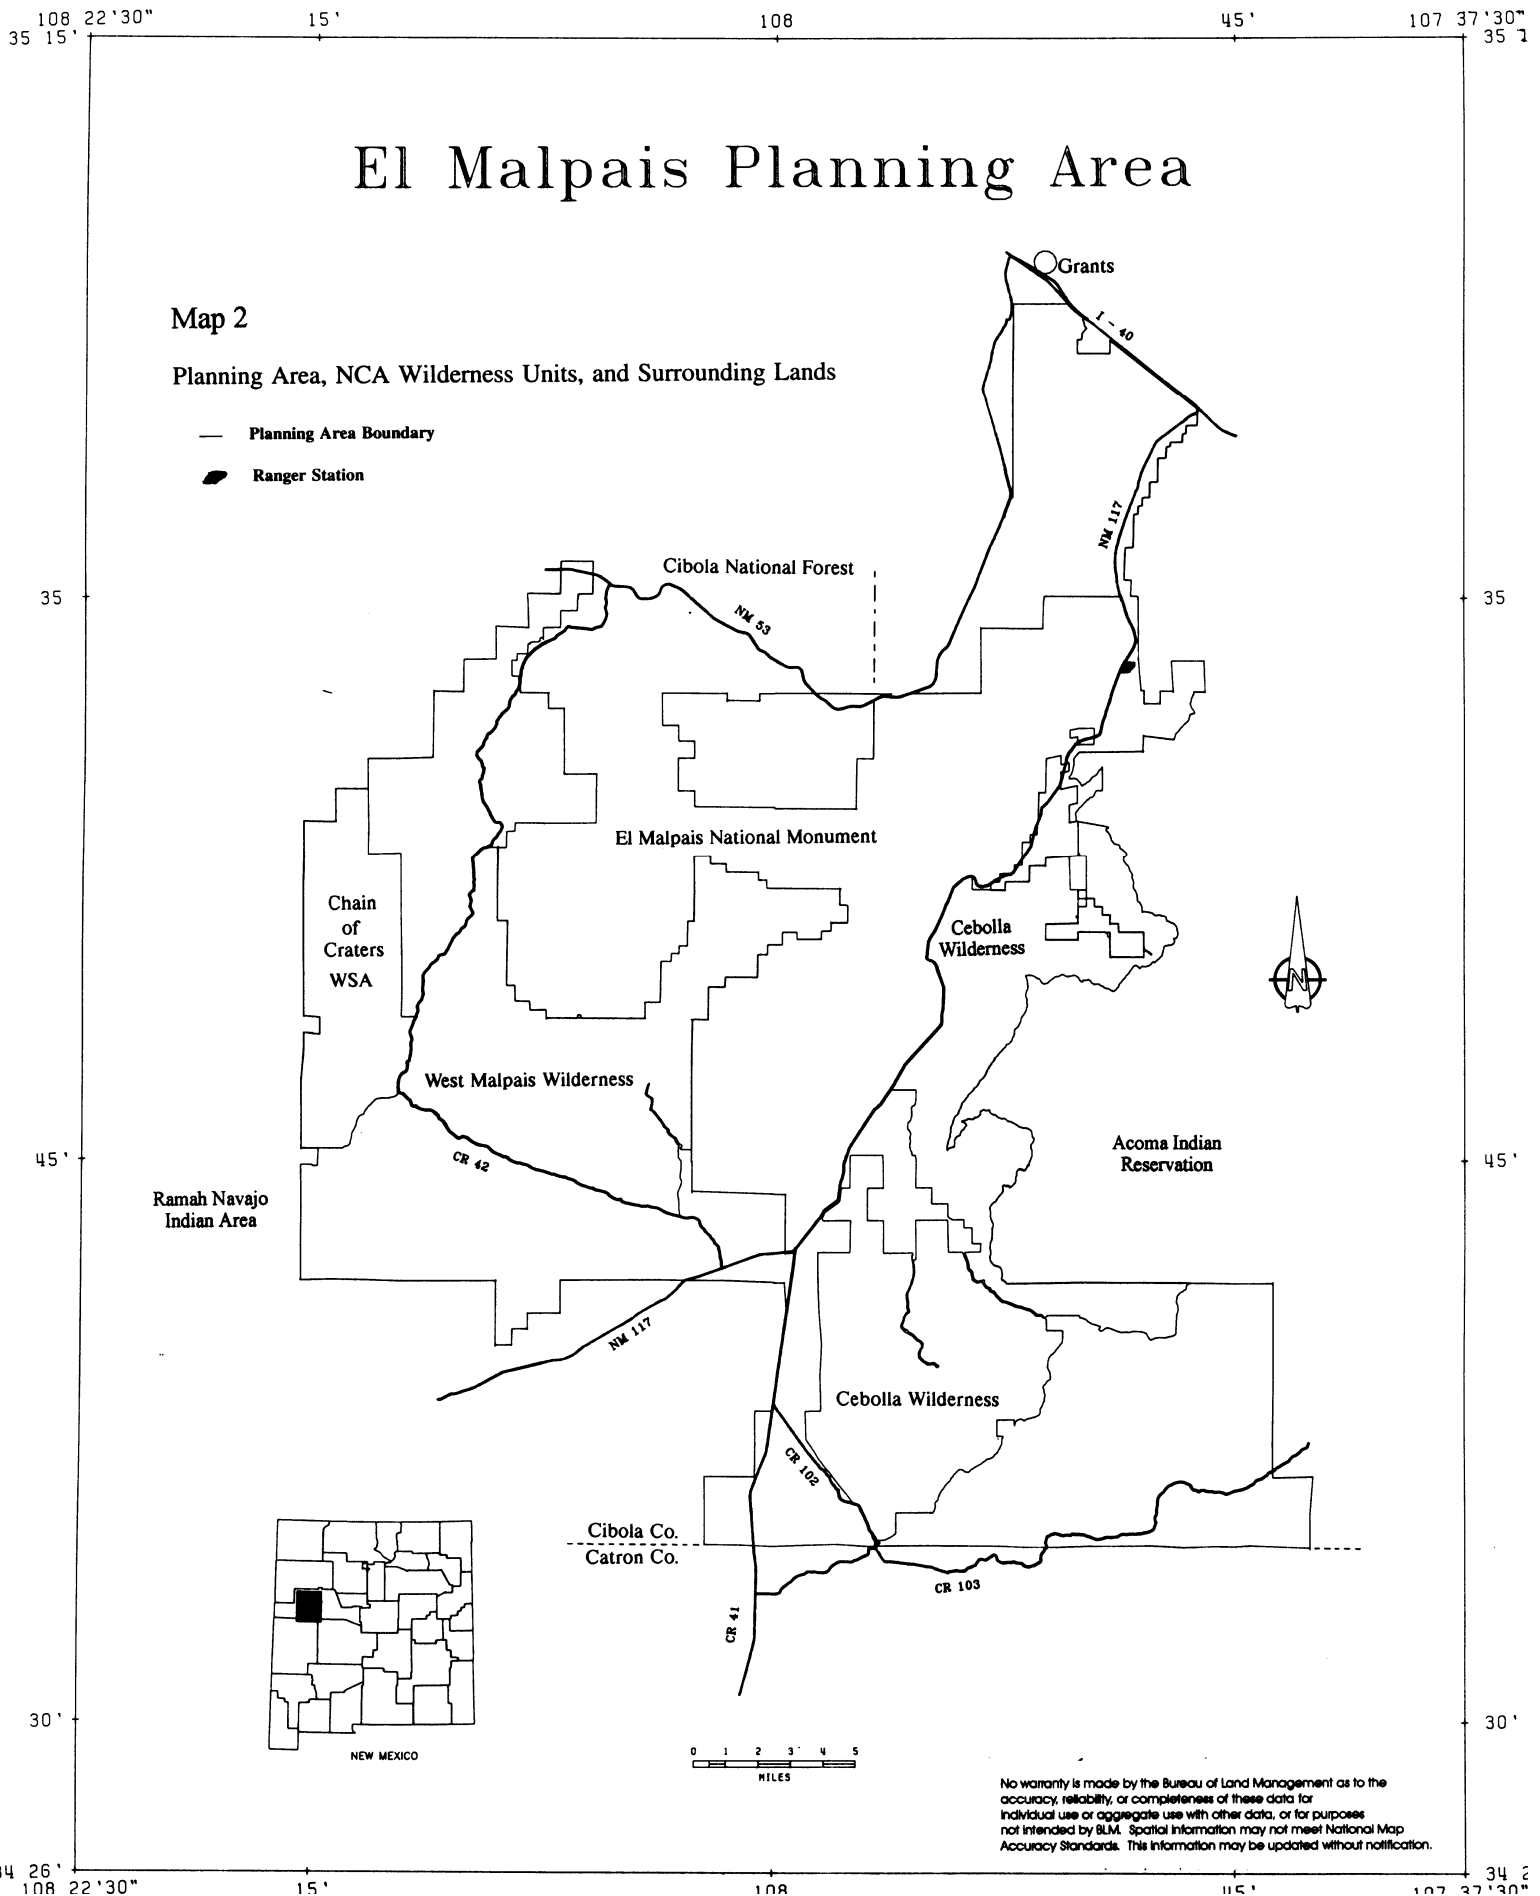 108 22'30" 15' 108 45' 107 37'30"
35 15' 35 1
El Malpais Planning Area
Grants
Map 2
I - 40
Planning Area, NCA Wilderness Units, and Surrounding Lands
Planning Area Boundary
Ranger Station
NM 117
Cibola National Forest
35 35
NM 53
El Malpais National Monument
Chain
of
Craters
WSA
Cebolla
Wilderness
N
West Malpais Wilderness
45' 45'
CR 42
Acoma Indian
Reservation
Ramah Navajo
Indian Area
NM 117
Cebolla Wilderness
CR 102
Cibola Co.
Catron Co.
CR 103
CR 41
30' 30'
NEW MEXICO
0 1 2 3 4 5
MILES
No warranty is made by the Bureau of Land Management as to the
accuracy, reliability, or completeness of these data for
individual use or aggregate use with other data, or for purposes
not intended by BLM. Spatial information may not meet National Map
Accuracy Standards. This information may be updated without notification.
34 26' 34 2
108 22'30" 15' 108 45' 107 37'30"